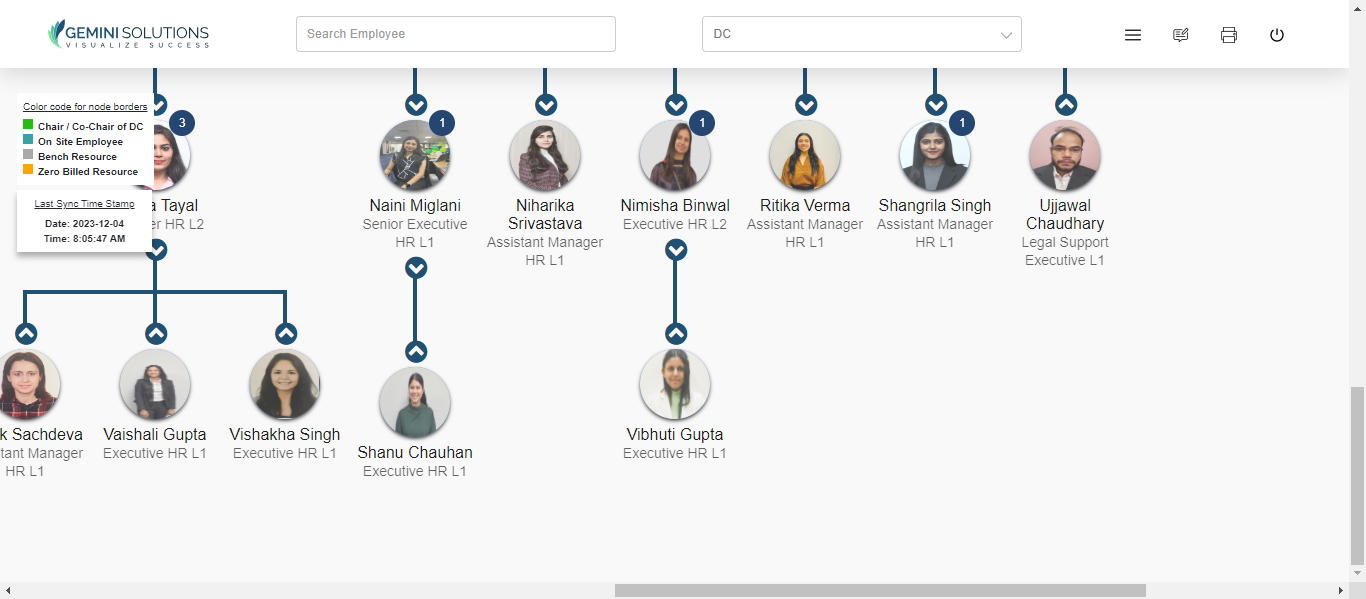 GEMINI SOLUTIONS
VISUALIZE SUCCESS
Search Employee
DC
Color code for node borders
Chair / Co-Chair of DC
On Site Employee
Bench Resource
Zero Billed Resource
Last Sync Time Stamp
Date: 2023-12-04
Time: 8:05:47 AM
3
a Tayal
er HR L2
1
Naini Miglani
Senior Executive
HR L1
Niharika
Srivastava
Assistant Manager
HR L1
1
Nimisha Binwal
Executive HR L2
Ritika Verma
Assistant Manager
HR L1
1
Shangrila Singh
Assistant Manager
HR L1
Ujjawal
Chaudhary
Legal Support
Executive L1
k Sachdeva
tant Manager
HR L1
Vaishali Gupta
Executive HR L1
Vishakha Singh
Executive HR L1
Shanu Chauhan
Executive HR L1
Vibhuti Gupta
Executive HR L1